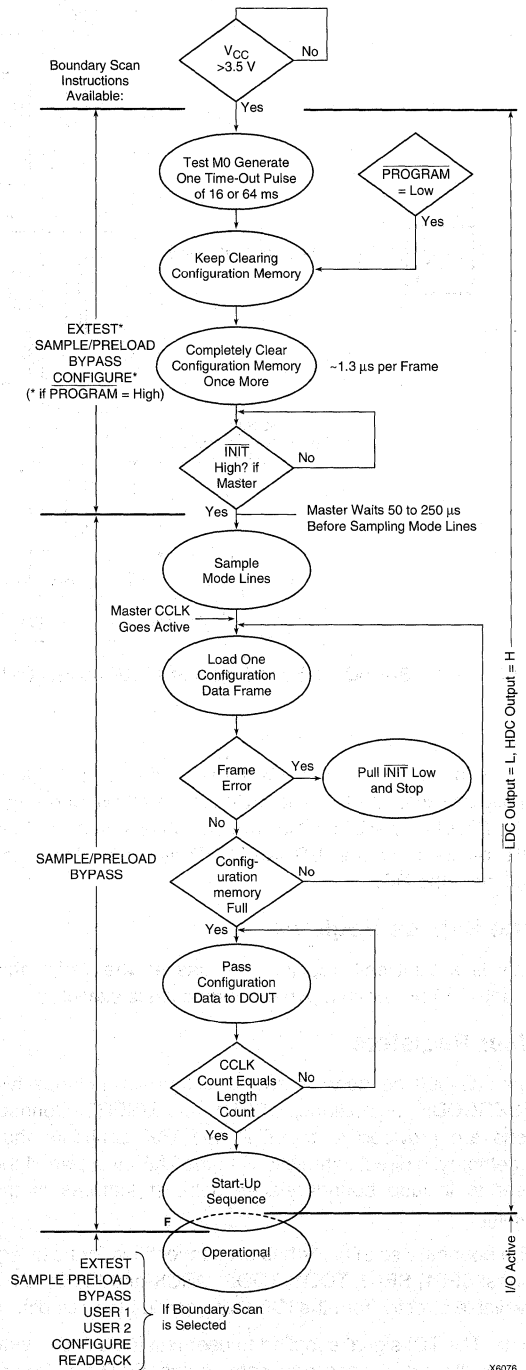 Boundary Scan
Instructions
Available:
VCC
>3.5 V
No
Yes
Test M0 Generate
One Time-Out Pulse
of 16 or 64 ms
PROGRAM
= Low
Yes
Keep Clearing
Configuration Memory
EXTEST*
SAMPLE/PRELOAD
BYPASS
CONFIGURE*
(* if PROGRAM = High)
Completely Clear
Configuration Memory
Once More
~1.3 µs per Frame
INIT
High? if
Master
No
Yes
Master Waits 50 to 250 µs
Before Sampling Mode Lines
Sample
Mode Lines
Master CCLK
Goes Active
Load One
Configuration
Data Frame
LDC Output = L, HDC Output = H
Frame
Error
Yes
Pull INIT Low
and Stop
No
SAMPLE/PRELOAD
BYPASS
Config-
uration
memory
Full
No
Yes
Pass
Configuration
Data to DOUT
CCLK
Count Equals
Length
Count
No
Yes
Start-Up
Sequence
F
Operational
I/O Active
EXTEST
SAMPLE PRELOAD
BYPASS
USER 1
USER 2
CONFIGURE
READBACK
If Boundary Scan
is Selected
X6076